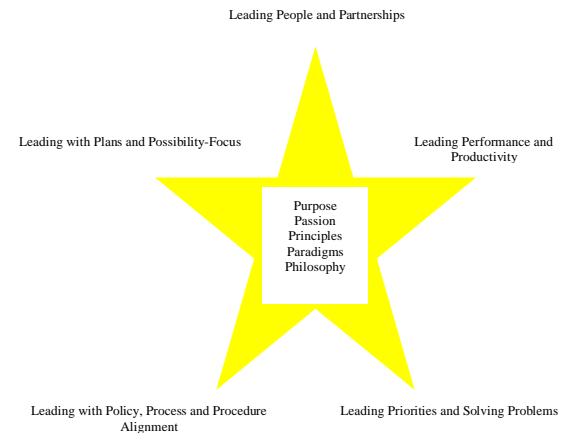 Leading People and Partnerships
Leading with Plans and Possibility-Focus
Leading Performance and
Productivity
Purpose
Passion
Principles
Paradigms
Philosophy
Leading with Policy, Process and Procedure
Alignment
Leading Priorities and Solving Problems